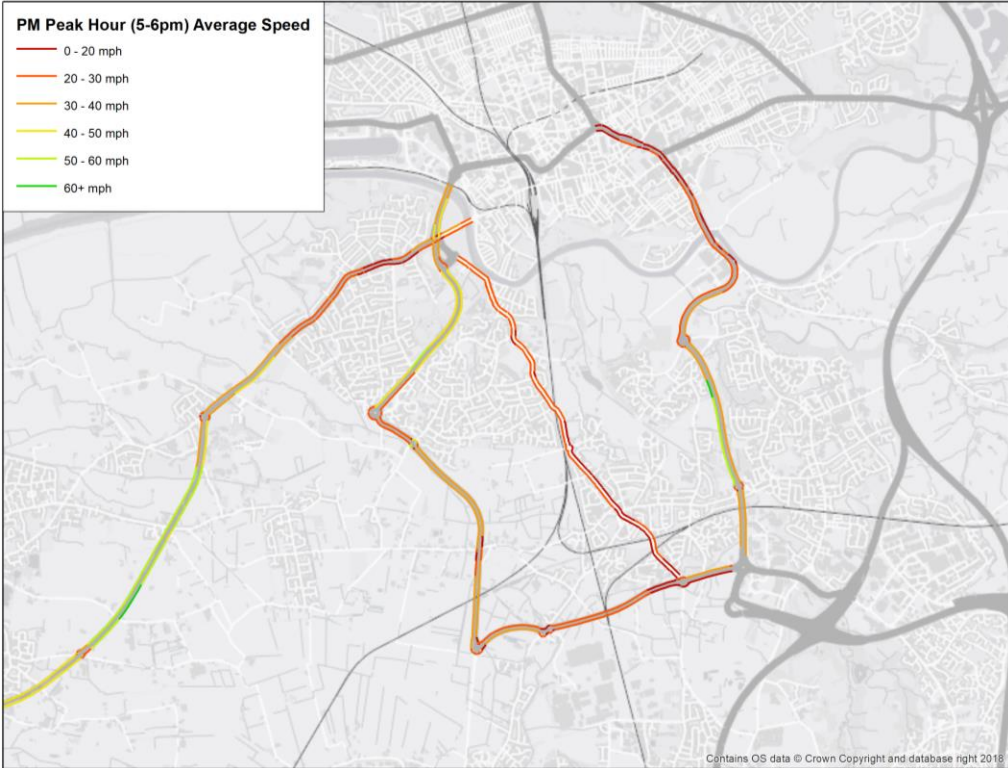 PM Peak Hour (5-6pm) Average Speed
0 - 20 mph
20 - 30 mph
30 - 40 mph
40 - 50 mph
50 - 60 mph
60+ mph
Contains OS data © Crown Copyright and database right